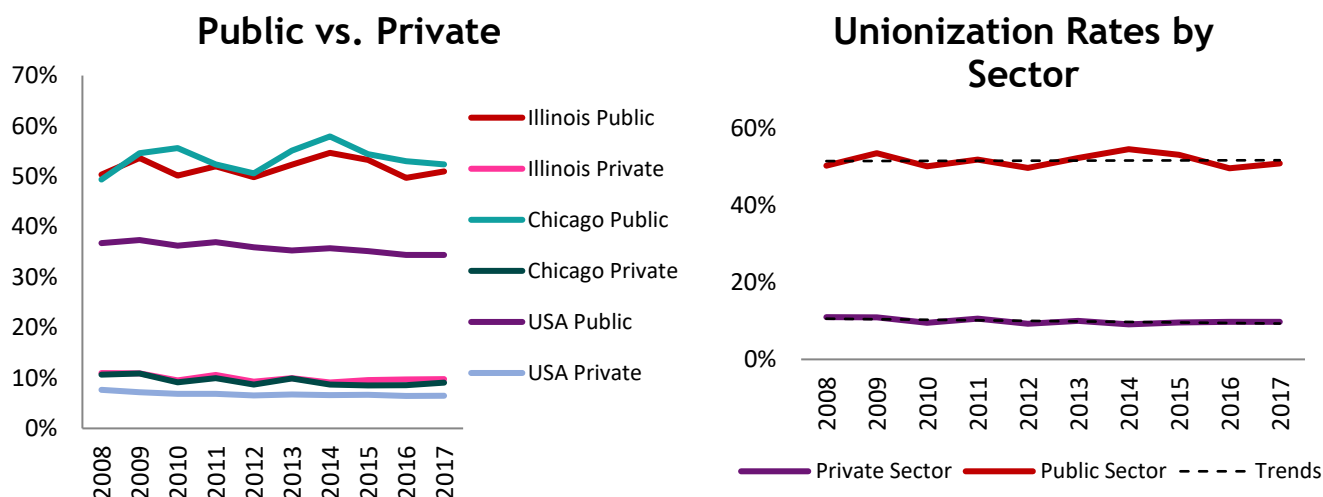 Public vs. Private
70%
60%
50%
40%
30%
20%
10%
0%
2008
2009
2010
2011
2012
2013
2014
2015
2016
2017
Illinois Public
Illinois Private
Chicago Public
Chicago Private
USA Public
USA Private
Unionization Rates by
Sector
60%
40%
20%
0%
2008
2009
2010
2011
2012
2013
2014
2015
2016
2017
Private Sector
Public Sector
Trends